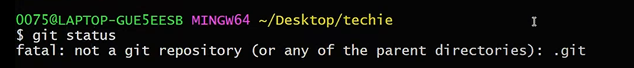 0075@LAPTOP-GUE5EESB MINGW64 ~/Desktop/techie
$ git status
fatal: not a git repository (or any of the parent directories): .git